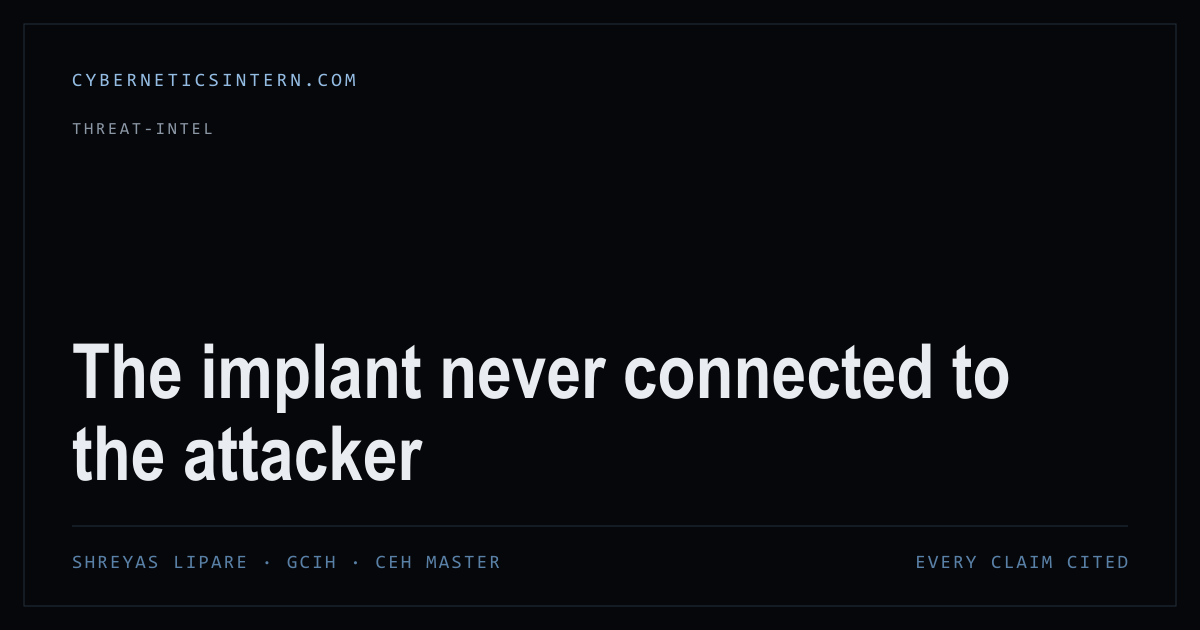 CYBERNETICSINTERN.COM
THREAT-INTEL
The implant never connected to
the attacker
SHREYAS LIPARE · GCIH · CEH MASTER
EVERY CLAIM CITED